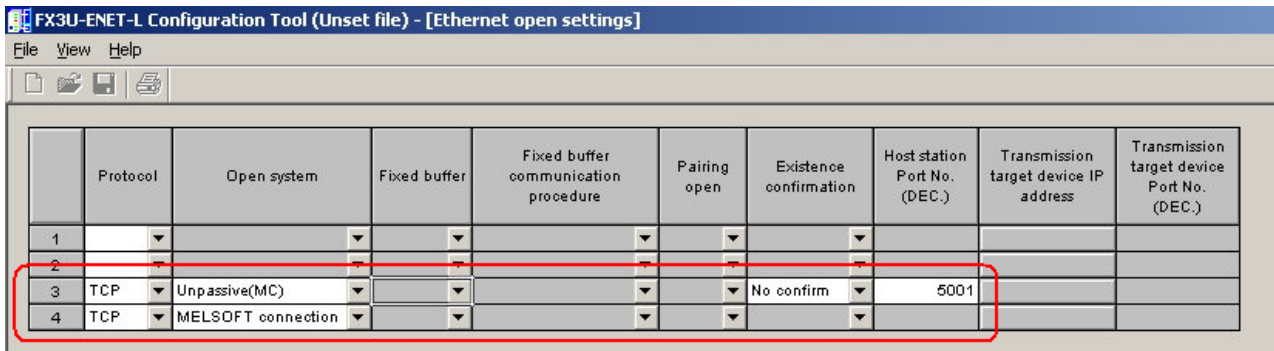 FX3U-ENET-L Configuration Tool (Unset file) - [Ethernet open settings]
File View Help
Protocol Open system Fixed buffer Fixed buffer communication procedure Pairing open Existence confirmation Host station Port No. (DEC.) Transmission target device IP address Transmission target device Port No. (DEC.)
1
2
3 TCP Unpassive(MC) No confirm 5001
4 TCP MELSOFT connection